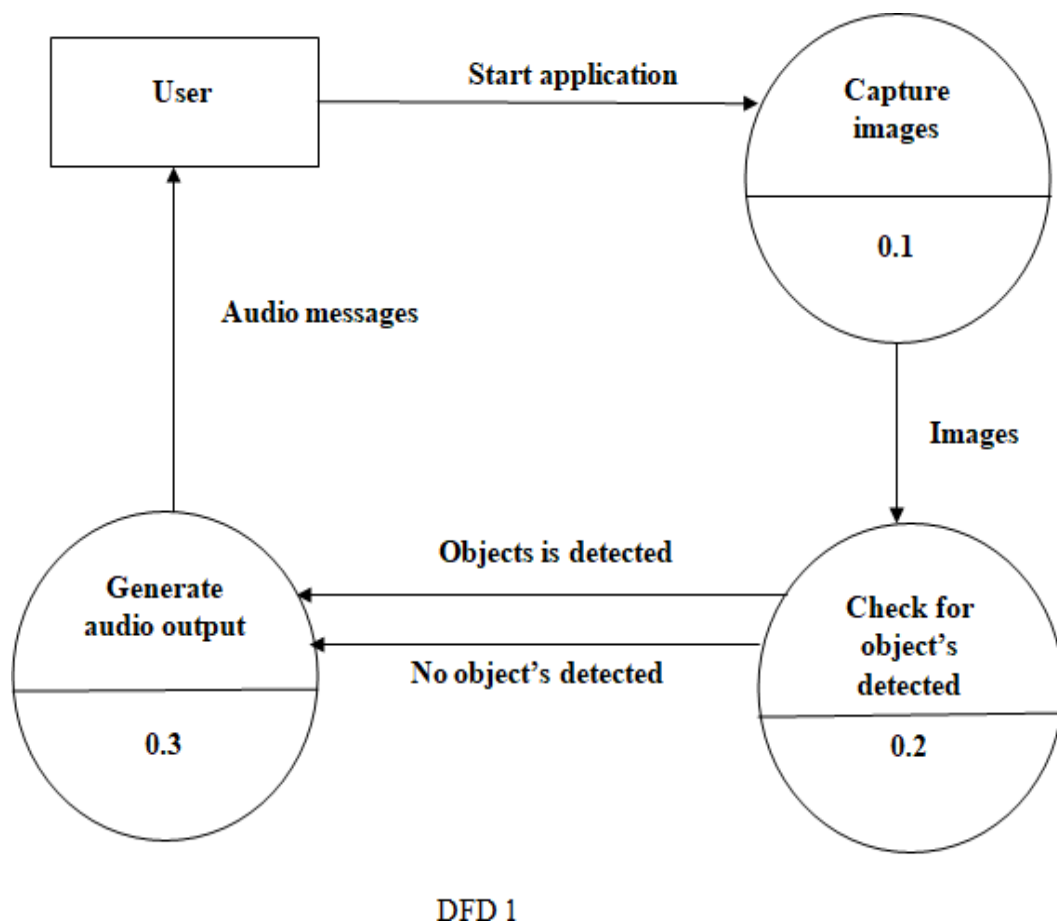 User
Start application
Capture
images
0.1
Audio messages
Images
Objects is detected
Generate
audio output
Check for
object's
detected
No object's detected
0.3
0.2
DFD 1